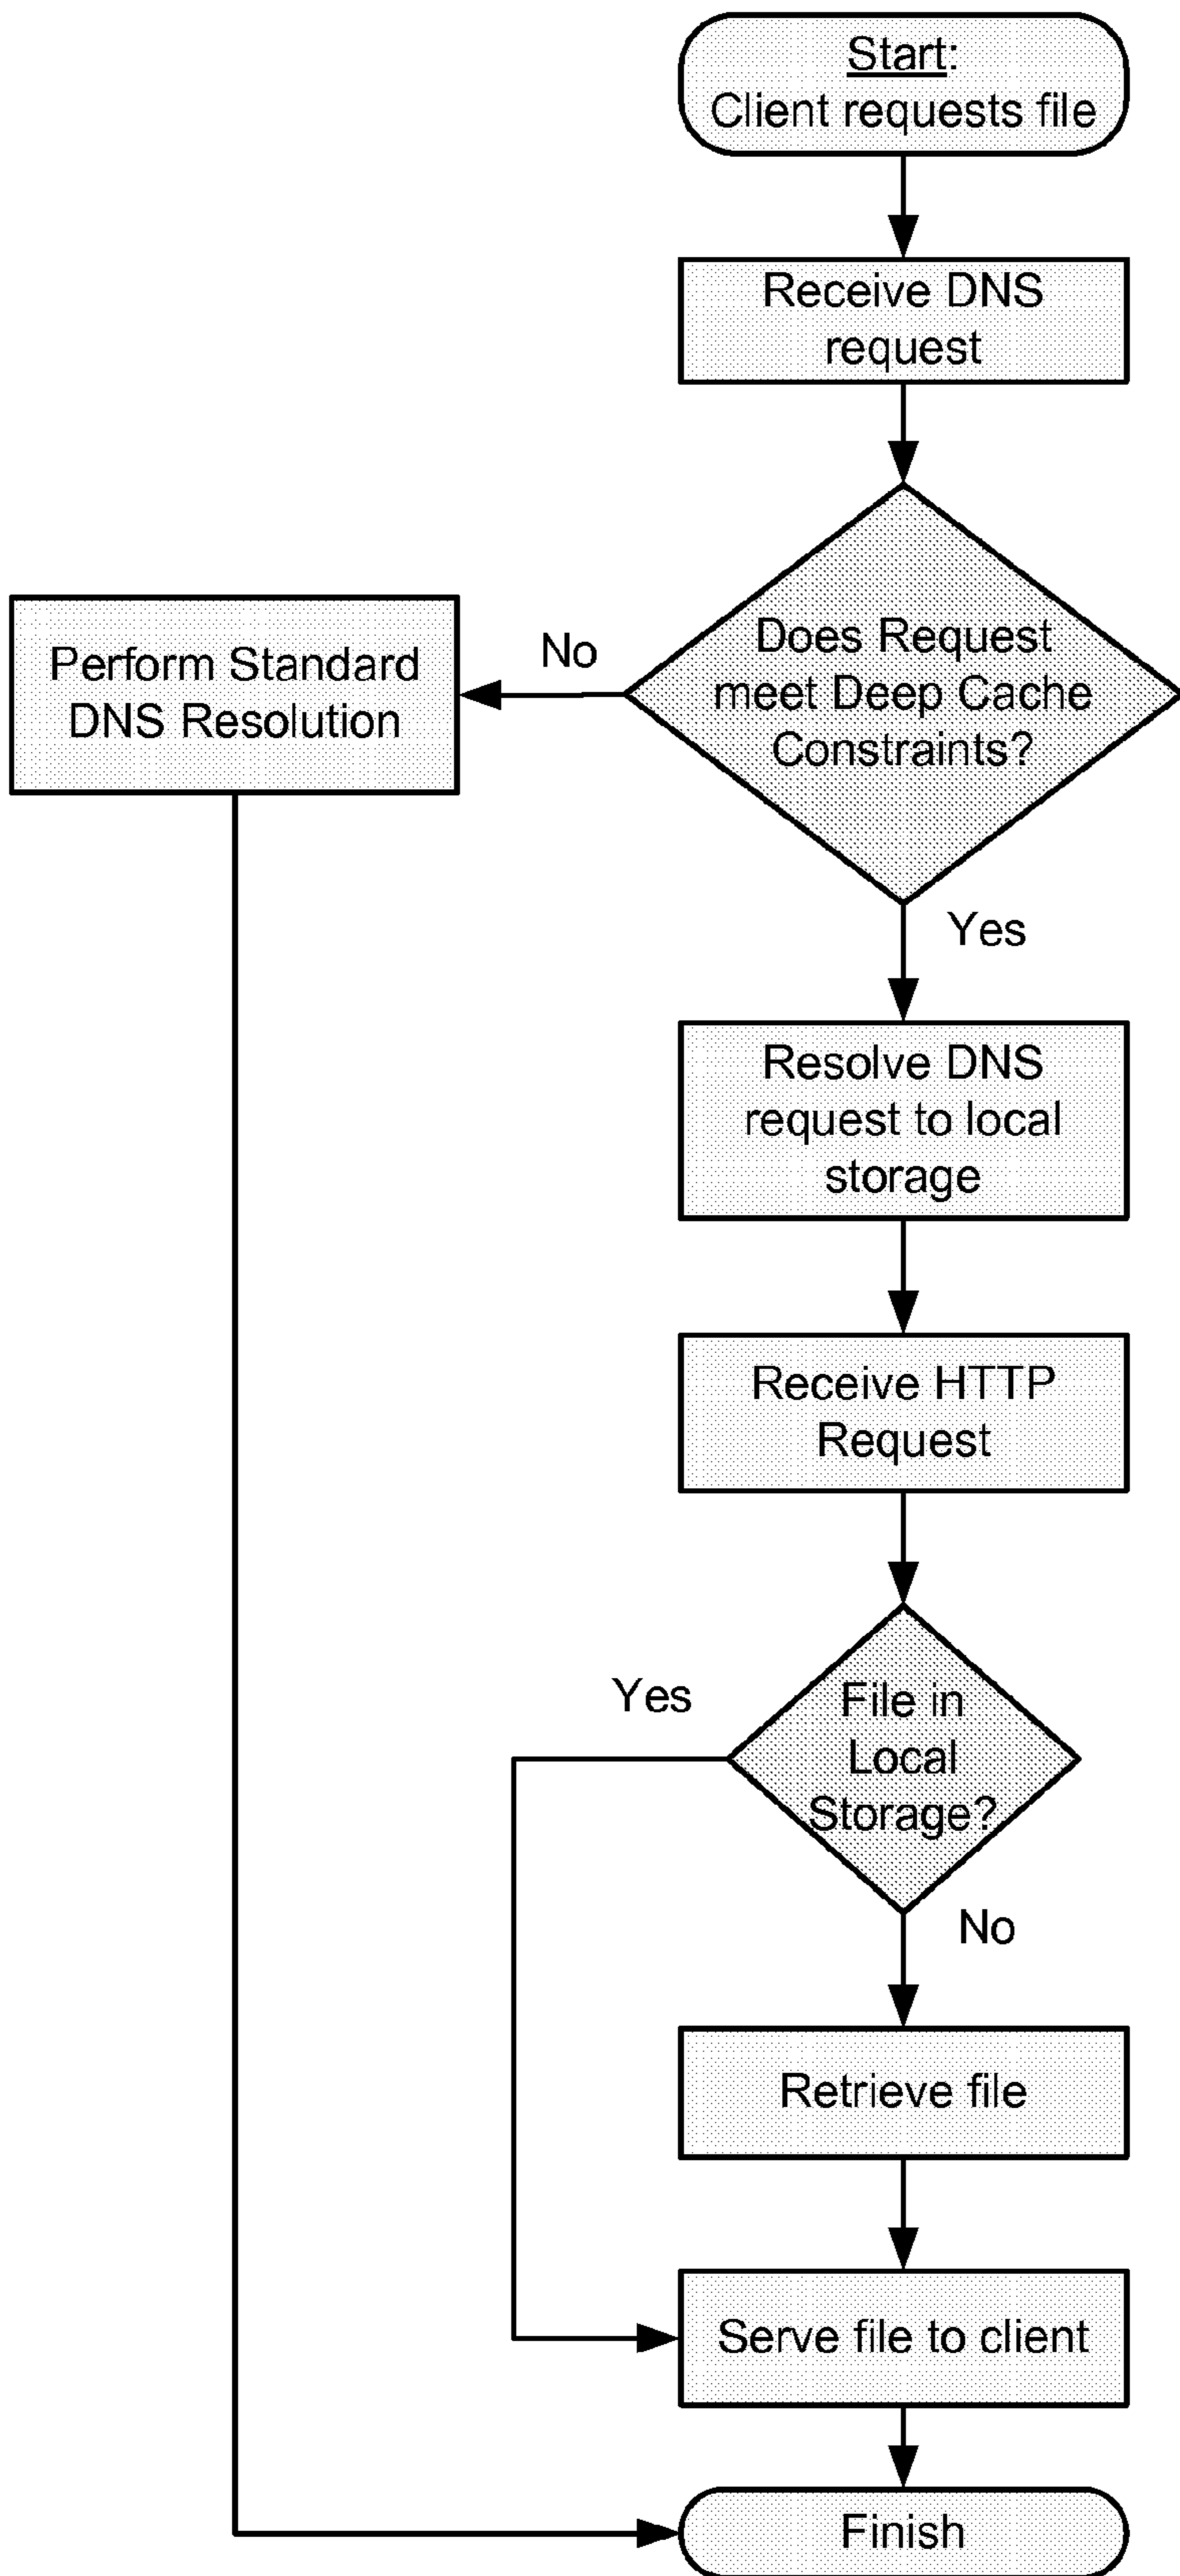 Start:
Client requests file
Receive DNS
request
Does Request
meet Deep Cache
Constraints?
No
Perform Standard
DNS Resolution
Yes
Resolve DNS
request to local
storage
Receive HTTP
Request
File in
Local
Storage?
Yes
No
Retrieve file
Serve file to client
Finish